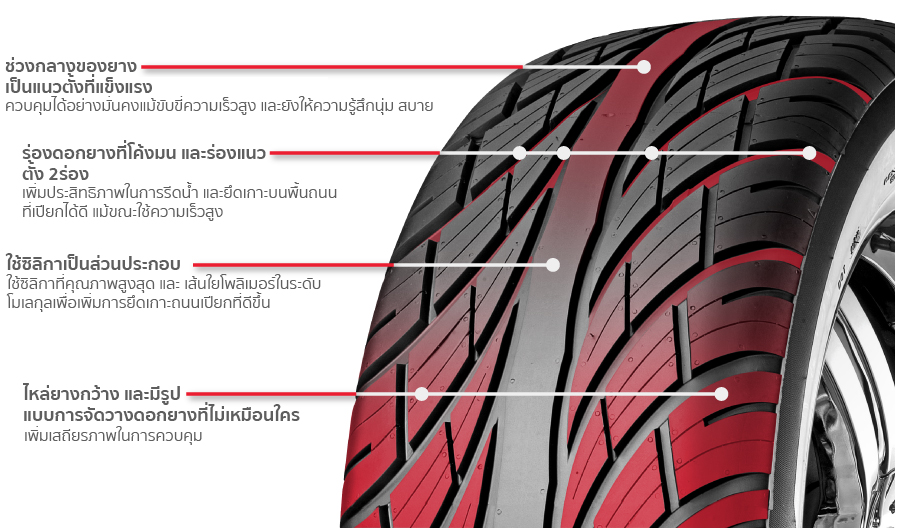 ช่วงกลางของยาง
เป็นแนวตั้งที่แข็งแรง
ควบคุมได้อย่างมั่นคงแม้ขับขี่ความเร็วสูง และยังให้ความรู้สึกนุ่ม สบาย
ร่องดอกยางที่โค้งมน และร่องแนว
ตั้ง 2ร่อง
เพิ่มประสิทธิภาพในการรีดน้ำ และยึดเกาะบนพื้นถนน
ที่เปียกได้ดี แม้ขณะใช้ความเร็วสูง
ใช้ซิลิกาเป็นส่วนประกอบ
ใช้ซิลิกาที่คุณภาพสูงสุด และ เส้นใยโพลิเมอร์ในระดับ
โมเลกุลเพื่อเพิ่มการยึดเกาะถนนเปียกที่ดีขึ้น
ไหล่ยางกว้าง และมีรูป
แบบการจัดวางดอกยางที่ไม่เหมือนใคร
เพิ่มเสถียรภาพในการควบคุม